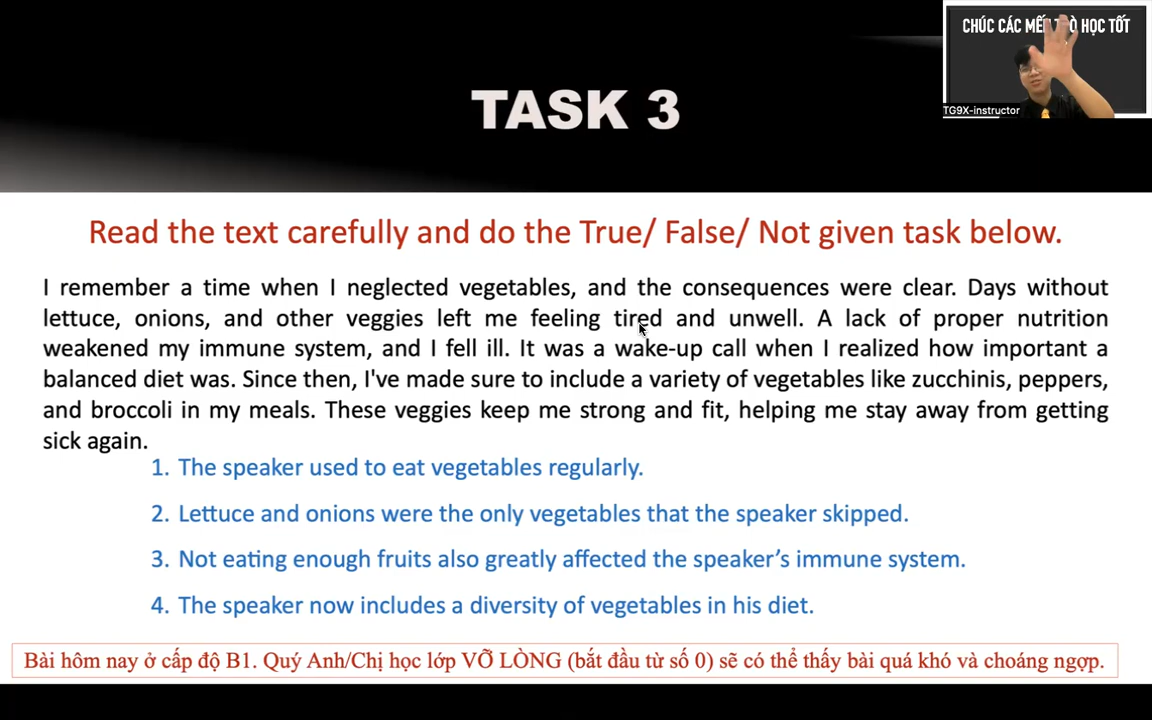 CHÚC CÁC MẾN TRÒ HỌC TỐT
TG9X-instructor
TASK 3
Read the text carefully and do the True/ False/ Not given task below.
I remember a time when I neglected vegetables, and the consequences were clear. Days without
lettuce, onions, and other veggies left me feeling tired and unwell. A lack of proper nutrition
weakened my immune system, and I fell ill. It was a wake-up call when I realized how important a
balanced diet was. Since then, I've made sure to include a variety of vegetables like zucchinis, peppers,
and broccoli in my meals. These veggies keep me strong and fit, helping me stay away from getting
sick again.
1. The speaker used to eat vegetables regularly.
2. Lettuce and onions were the only vegetables that the speaker skipped.
3. Not eating enough fruits also greatly affected the speaker’s immune system.
4. The speaker now includes a diversity of vegetables in his diet.
Bài hôm nay ở cấp độ B1. Quý Anh/Chị học lớp VỠ LÒNG (bắt đầu từ số 0) sẽ có thể thấy bài quá khó và choáng ngợp.